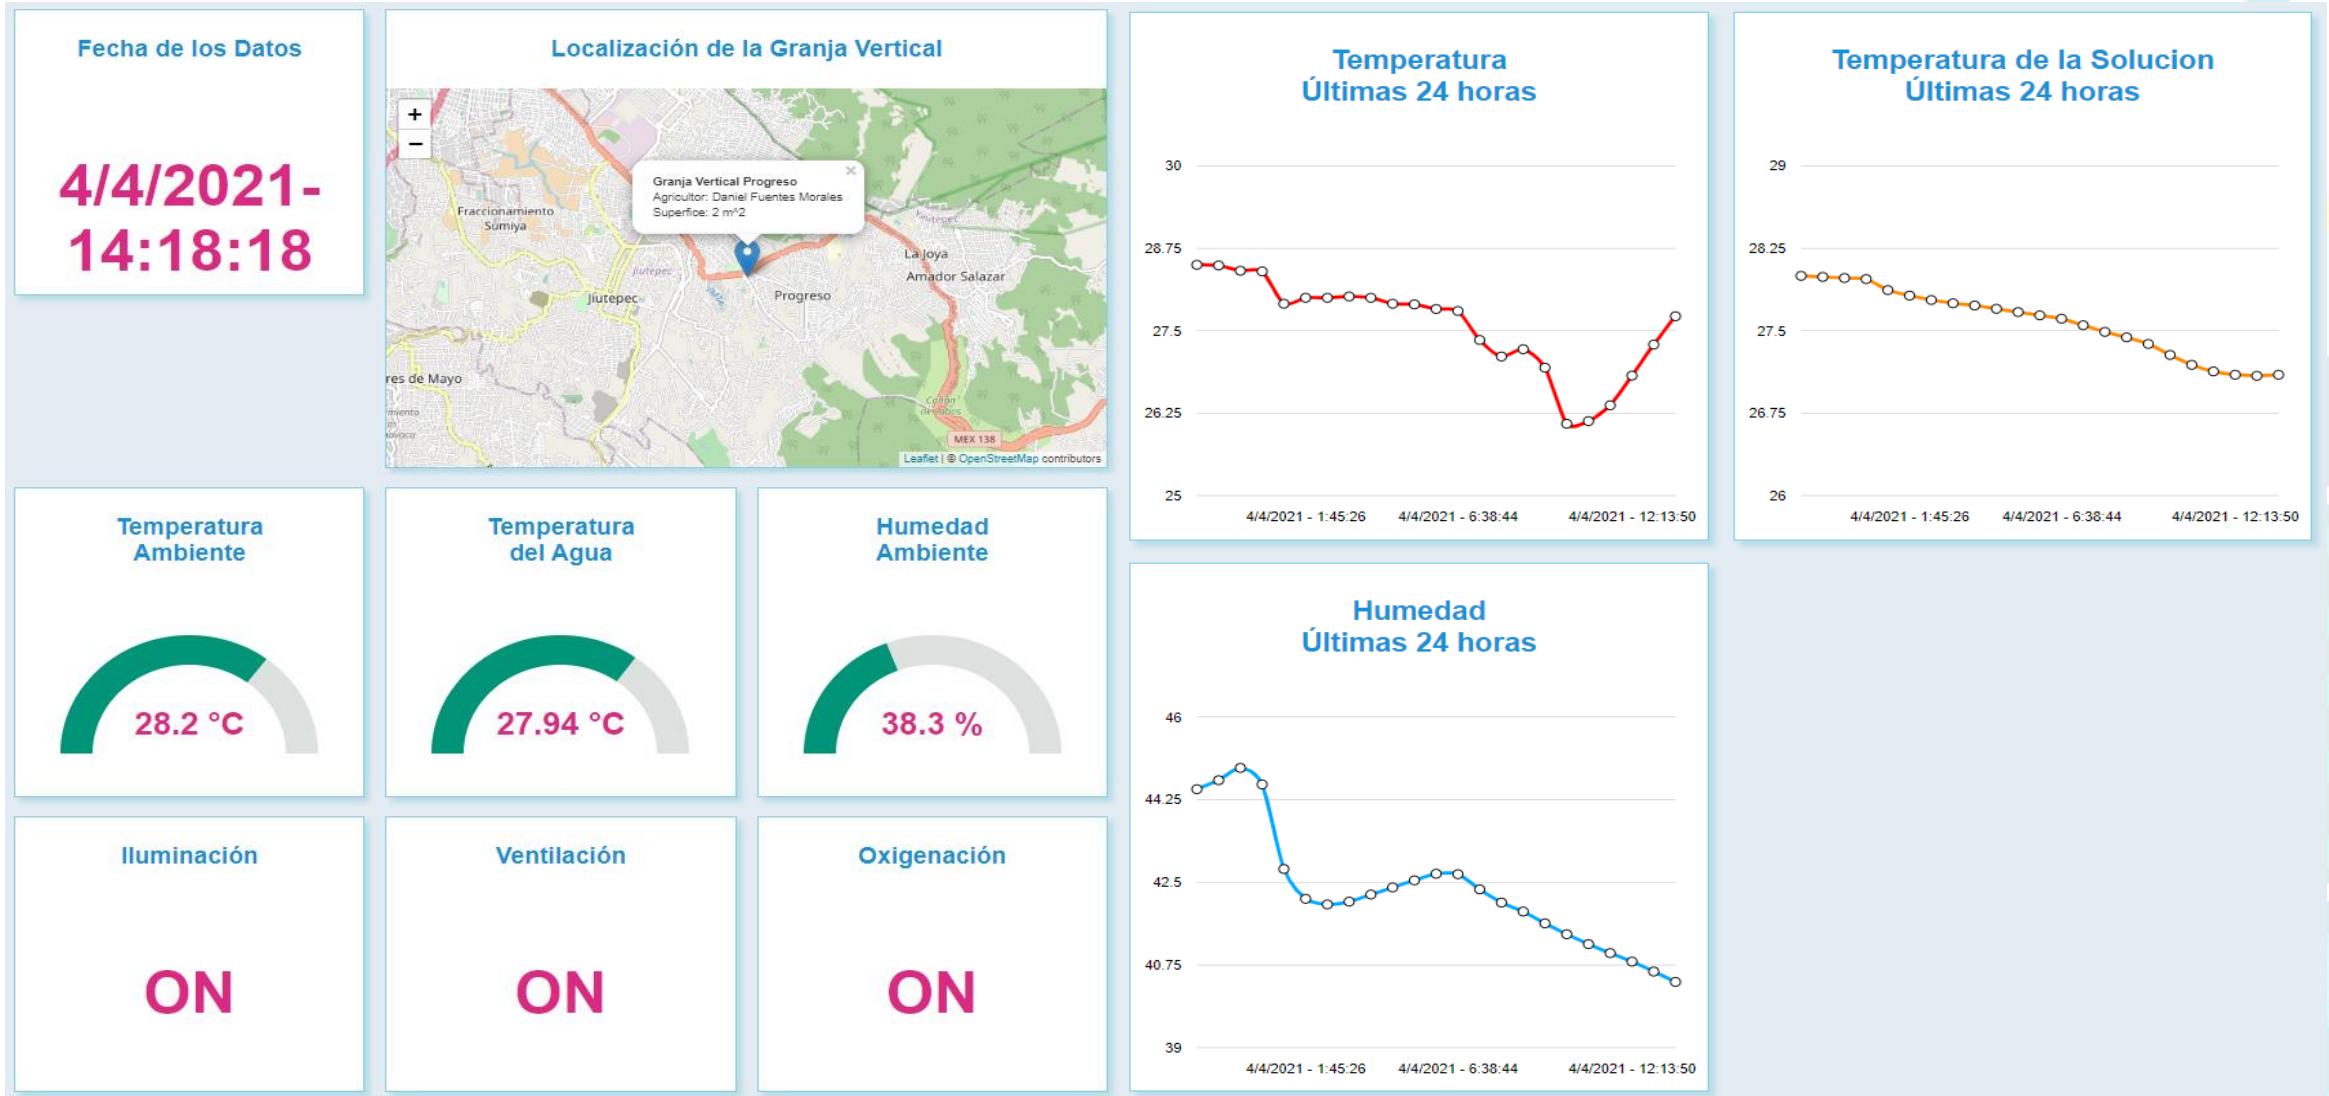 Fecha de los Datos
4/4/2021-
14:18:18
Localización de la Granja Vertical
+
−
Granja Vertical Progreso
Agricultor: Daniel Fuentes Morales
Superfice: 2 m^2
×
Fraccionamiento
Sumiya
Yautepec
La Joya
Amador Salazar
Jiutepec
Jiutepec
Progreso
res de Mayo
Cañón
de Lobos
MEX 138
Leaflet | © OpenStreetMap contributors
Temperatura
Últimas 24 horas
30
28.75
27.5
26.25
25
4/4/2021 - 1:45:26
4/4/2021 - 6:38:44
4/4/2021 - 12:13:50
Temperatura de la Solucion
Últimas 24 horas
29
28.25
27.5
26.75
26
4/4/2021 - 1:45:26
4/4/2021 - 6:38:44
4/4/2021 - 12:13:50
Temperatura
Ambiente
28.2 °C
Temperatura
del Agua
27.94 °C
Humedad
Ambiente
38.3 %
Humedad
Últimas 24 horas
46
44.25
42.5
40.75
39
4/4/2021 - 1:45:26
4/4/2021 - 6:38:44
4/4/2021 - 12:13:50
Iluminación
ON
Ventilación
ON
Oxigenación
ON